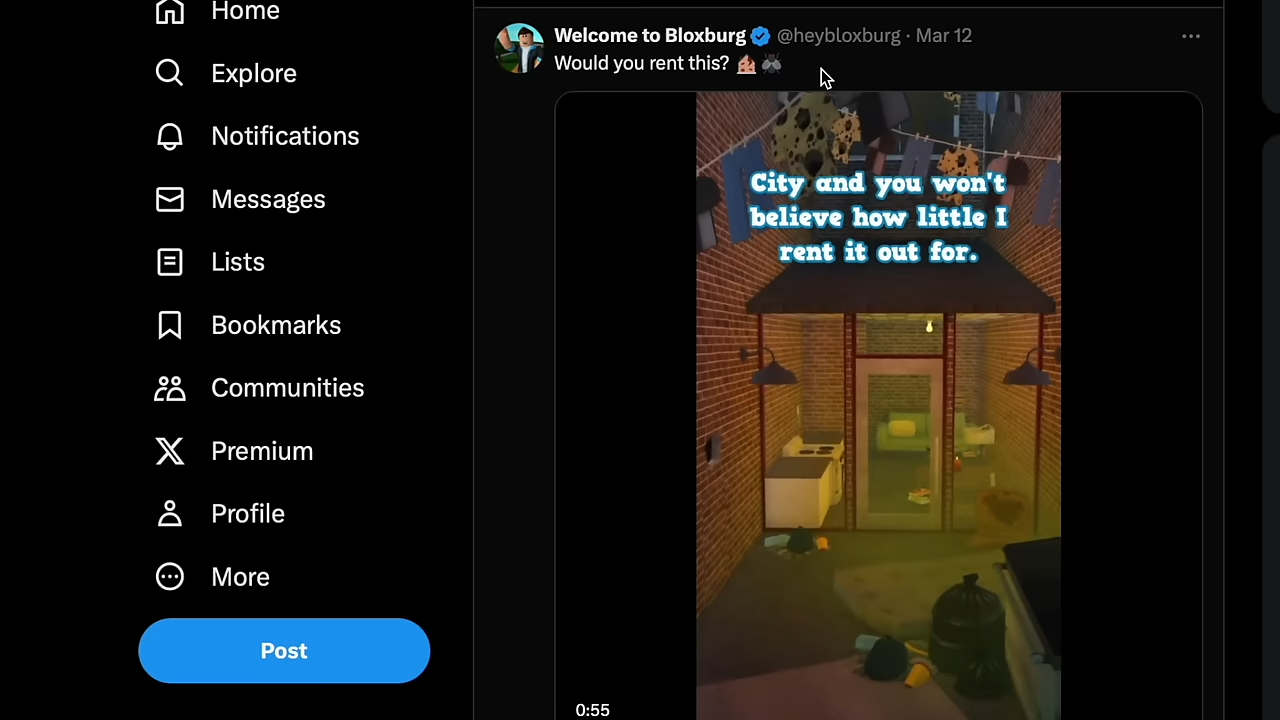 Home
Explore
Notifications
Messages
Lists
Bookmarks
Communities
Premium
Profile
More
Post
Welcome to Bloxburg @heybloxburg · Mar 12
Would you rent this?
City and you won't
believe how little I
rent it out for.
0:55